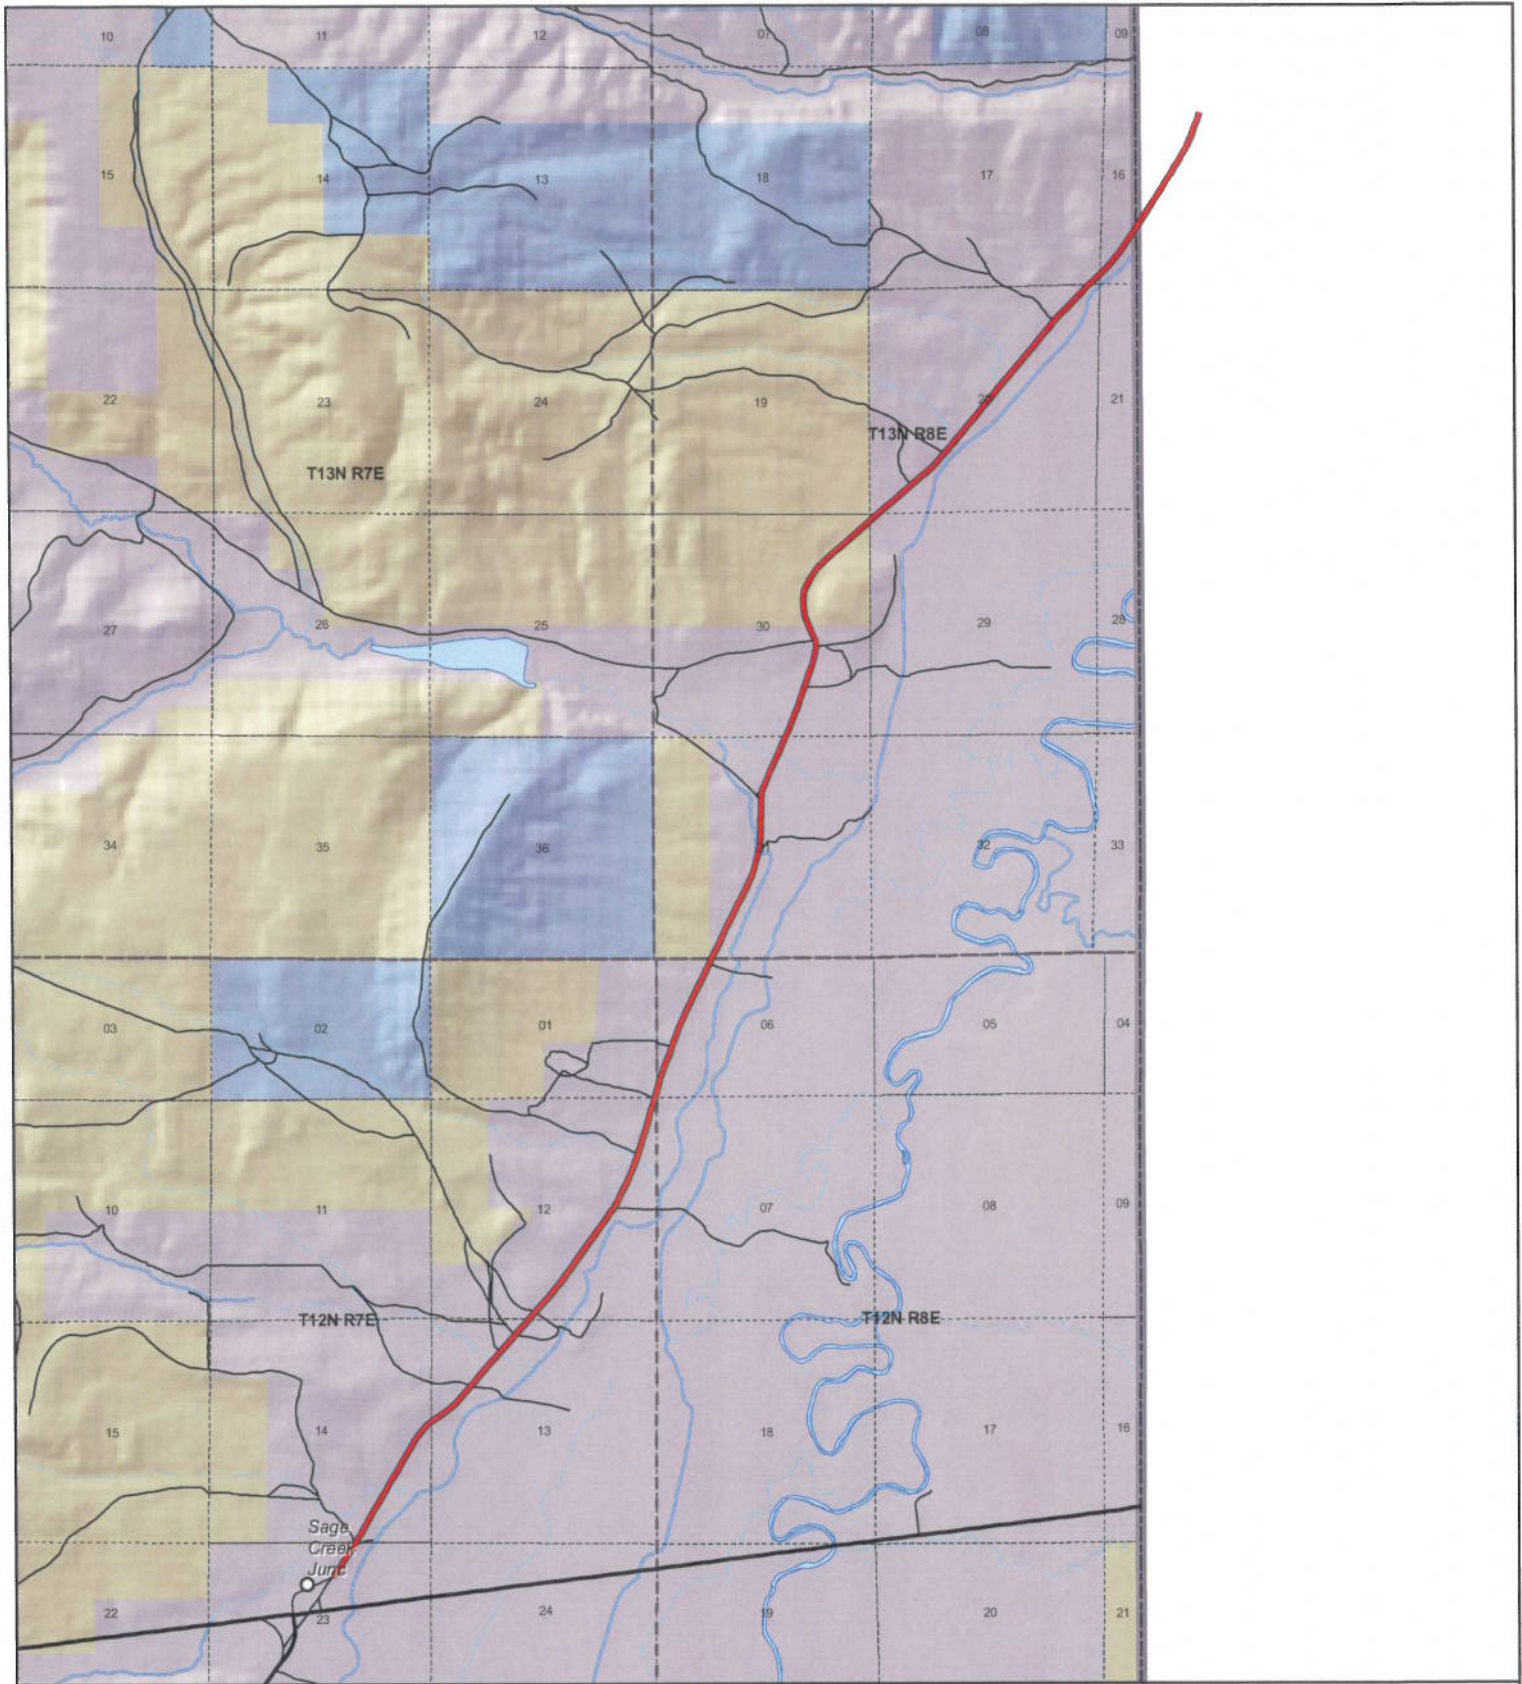 10 11 12 07 08 09
15 14 13 18 17 16
22 23 24 19 20 21
T13N R8E
T13N R7E
27 26 25 30 29 28
34 35 36 31 32 33
03 02 01 06 05 04
10 11 12 07 08 09
T12N R7E T12N R8E
15 14 13 18 17 16
Sage
Creek
Junc
22 23 24 19 20 21